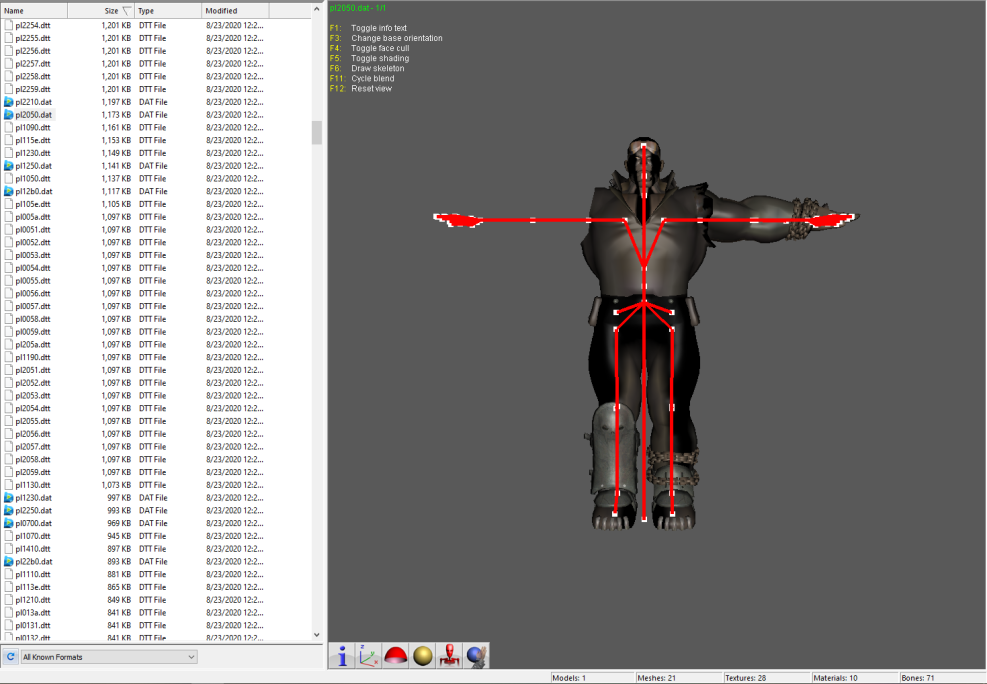 Name Size Type Modified
pl2254.dtt 1,201 KB DTT File 8/23/2020 12:2...
pl2255.dtt 1,201 KB DTT File 8/23/2020 12:2...
pl2256.dtt 1,201 KB DTT File 8/23/2020 12:2...
pl2257.dtt 1,201 KB DTT File 8/23/2020 12:2...
pl2258.dtt 1,201 KB DTT File 8/23/2020 12:2...
pl2259.dtt 1,201 KB DTT File 8/23/2020 12:2...
pl2210.dat 1,197 KB DAT File 8/23/2020 12:2...
pl2050.dat 1,173 KB DAT File 8/23/2020 12:2...
pl1090.dtt 1,161 KB DTT File 8/23/2020 12:2...
pl115e.dtt 1,153 KB DTT File 8/23/2020 12:2...
pl1230.dtt 1,149 KB DTT File 8/23/2020 12:2...
pl1250.dat 1,141 KB DAT File 8/23/2020 12:2...
pl1050.dtt 1,137 KB DTT File 8/23/2020 12:2...
pl12b0.dat 1,117 KB DAT File 8/23/2020 12:2...
pl105e.dtt 1,105 KB DTT File 8/23/2020 12:2...
pl005a.dtt 1,097 KB DTT File 8/23/2020 12:2...
pl0051.dtt 1,097 KB DTT File 8/23/2020 12:2...
pl0052.dtt 1,097 KB DTT File 8/23/2020 12:2...
pl0053.dtt 1,097 KB DTT File 8/23/2020 12:2...
pl0054.dtt 1,097 KB DTT File 8/23/2020 12:2...
pl0055.dtt 1,097 KB DTT File 8/23/2020 12:2...
pl0056.dtt 1,097 KB DTT File 8/23/2020 12:2...
pl0057.dtt 1,097 KB DTT File 8/23/2020 12:2...
pl0058.dtt 1,097 KB DTT File 8/23/2020 12:2...
pl0059.dtt 1,097 KB DTT File 8/23/2020 12:2...
pl205a.dtt 1,097 KB DTT File 8/23/2020 12:2...
pl1190.dtt 1,097 KB DTT File 8/23/2020 12:2...
pl2051.dtt 1,097 KB DTT File 8/23/2020 12:2...
pl2052.dtt 1,097 KB DTT File 8/23/2020 12:2...
pl2053.dtt 1,097 KB DTT File 8/23/2020 12:2...
pl2054.dtt 1,097 KB DTT File 8/23/2020 12:2...
pl2055.dtt 1,097 KB DTT File 8/23/2020 12:2...
pl2056.dtt 1,097 KB DTT File 8/23/2020 12:2...
pl2057.dtt 1,097 KB DTT File 8/23/2020 12:2...
pl2058.dtt 1,097 KB DTT File 8/23/2020 12:2...
pl2059.dtt 1,097 KB DTT File 8/23/2020 12:2...
pl1130.dtt 1,073 KB DTT File 8/23/2020 12:2...
pl1230.dat 997 KB DAT File 8/23/2020 12:2...
pl2250.dat 993 KB DAT File 8/23/2020 12:2...
pl0700.dat 969 KB DAT File 8/23/2020 12:2...
pl1070.dtt 945 KB DTT File 8/23/2020 12:2...
pl1410.dtt 897 KB DTT File 8/23/2020 12:2...
pl22b0.dat 893 KB DAT File 8/23/2020 12:2...
pl1110.dtt 881 KB DTT File 8/23/2020 12:2...
pl113e.dtt 865 KB DTT File 8/23/2020 12:2...
pl1210.dtt 849 KB DTT File 8/23/2020 12:2...
pl013a.dtt 841 KB DTT File 8/23/2020 12:2...
pl0131.dtt 841 KB DTT File 8/23/2020 12:2...
pl0132.dtt 841 KB DTT File 8/23/2020 12:2...
All Known Formats
pl2050.dat - 1/1
F1: Toggle info text
F3: Change base orientation
F4: Toggle face cull
F5: Toggle shading
F8: Draw skeleton
F11: Cycle blend
F12: Reset view
Models: 1 Meshes: 21 Textures: 28 Materials: 10 Bones: 71